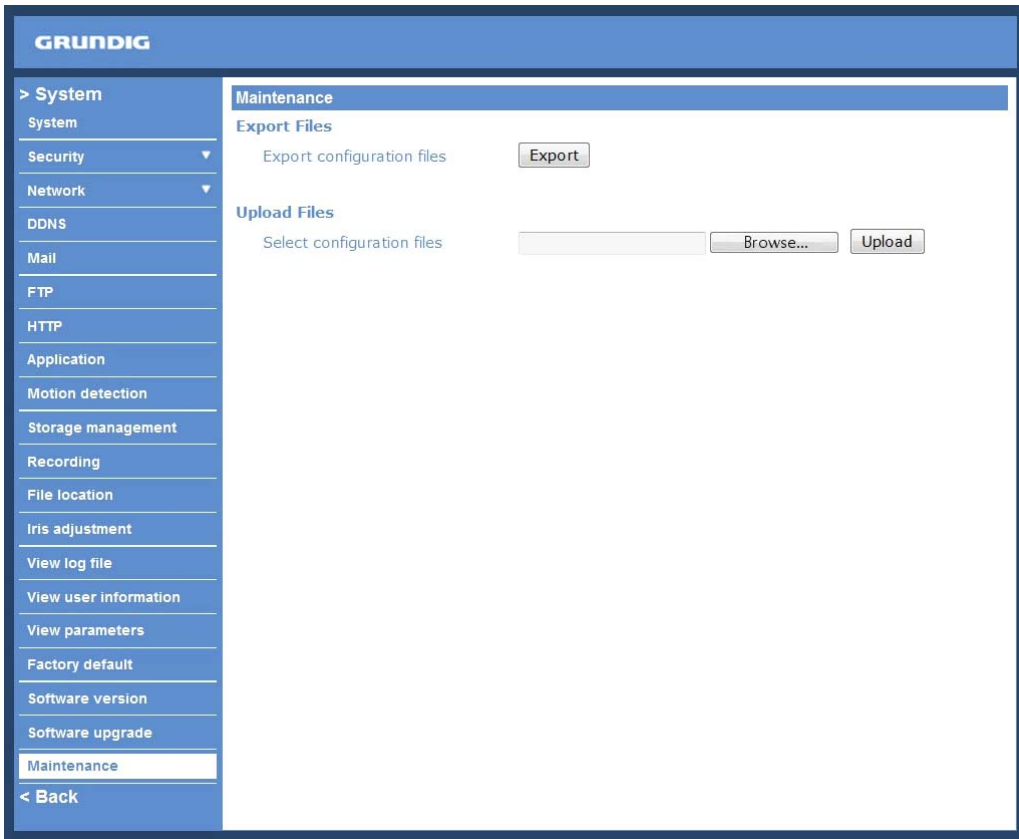 GRUNDIG
> System
System
Security
Network
DDNS
Mail
FTP
HTTP
Application
Motion detection
Storage management
Recording
File location
Iris adjustment
View log file
View user information
View parameters
Factory default
Software version
Software upgrade
Maintenance
< Back
Maintenance
Export Files
Export configuration files Export
Upload Files
Select configuration files Browse... Upload